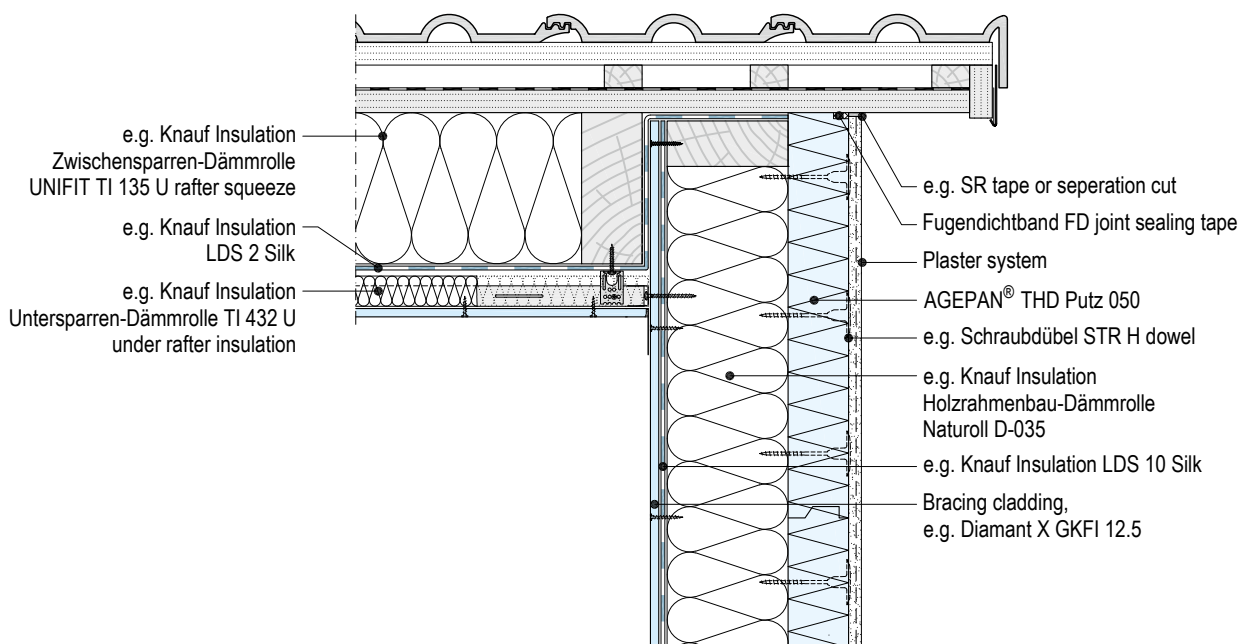 e.g. Knauf Insulation
Zwischensparren-Dämmrolle
UNIFIT TI 135 U rafter squeeze
e.g. Knauf Insulation
LDS 2 Silk
e.g. Knauf Insulation
Untersparren-Dämmrolle TI 432 U
under rafter insulation
e.g. SR tape or seperation cut
Fugendichtband FD joint sealing tape
Plaster system
AGEPAN® THD Putz 050
e.g. Schraubdübel STR H dowel
e.g. Knauf Insulation
Holzrahmenbau-Dämmrolle
Naturoll D-035
e.g. Knauf Insulation LDS 10 Silk
Bracing cladding,
e.g. Diamant X GKFI 12.5